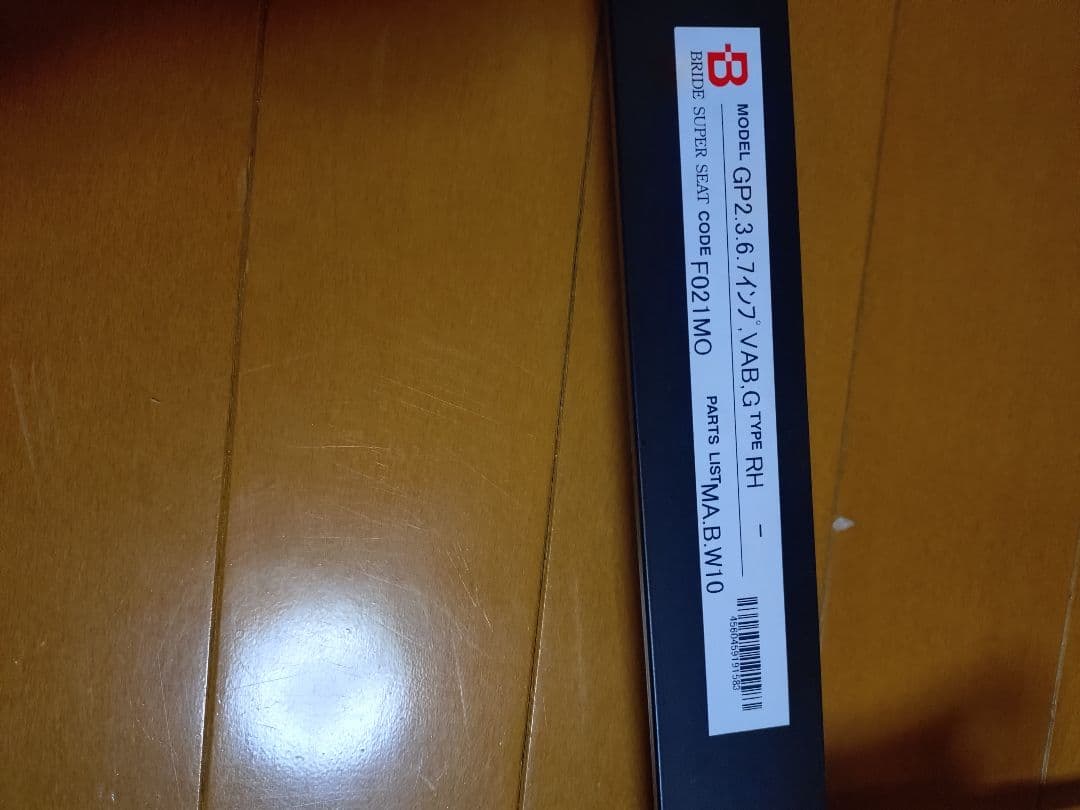 B MODEL GP2.3.6.7インプ,VAB,G TYPE RH -
BRIDE SUPER SEAT CODE F021MO PARTS LIST MA.B.W10
4560459191583